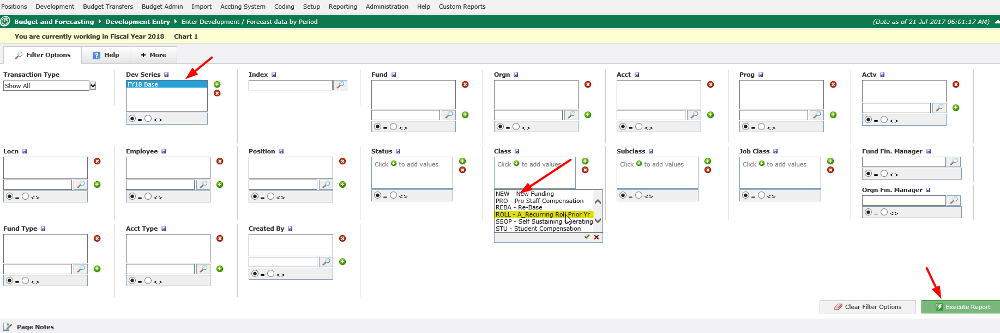 Positions Development Budget Transfers Budget Admin Import Accting System Coding Setup Reporting Administration Help Custom Reports
Budget and Forecasting Development Entry Enter Development / Forecast data by Period (Data as of 21-Jul-2017 06:01:17 AM)
You are currently working in Fiscal Year 2018 Chart 1
Filter Options ? Help + More
Transaction Type Dev Series Index Fund Orgn Acct Prog Actv
Show All FY18 Base
= <>
= <> = <> = <> = <> = <>
Locn Employee Position Status Class Subclass Job Class Fund Fin. Manager
Click to add values Click to add values Click to add values Click to add values
= <>
Orgn Fin. Manager
= <> = <> = <> = <> = <> = <> = <>
NEW - New Funding
PRO - Pro Staff Compensation
REBA - Re-Base
ROLL - A_Recurring Roll Prior Yr
SSOP - Self Sustaining Operating
STU - Student Compensation
Fund Type Acct Type Created By
= <> = <> = <>
Clear Filter Options Execute Report
Page Notes